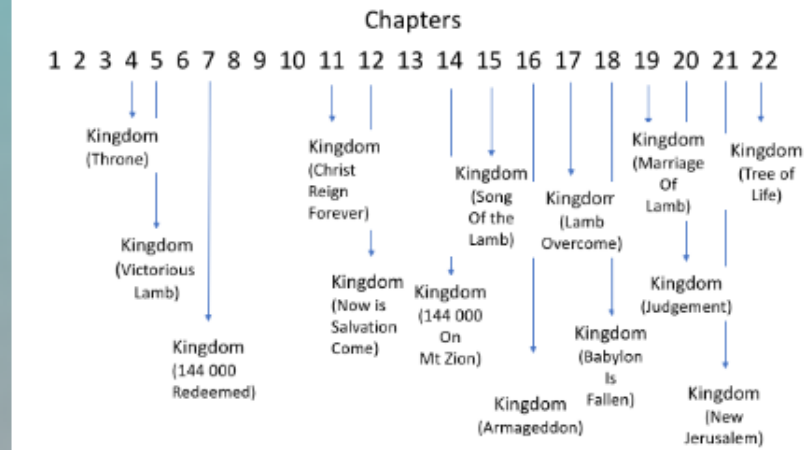 Chapters
1 2 3 4 5 6 7 8 9 10 11 12 13 14 15 16 17 18 19 20 21 22
Kingdom
(Throne)
Kingdom
(Victorious
Lamb)
Kingdom
(144 000
Redeemed)
Kingdom
(Christ
Reign
Forever)
Kingdom
(Now is
Salvation
Come)
Kingdom
(144 000
On
Mt Zion)
Kingdom
(Song
Of the
Lamb)
Kingdom
(Armageddon)
Kingdom
(Lamb
Overcome)
Kingdom
(Babylon
Is
Fallen)
Kingdom
(Marriage
Of
Lamb)
Kingdom
(Judgement)
Kingdom
(New
Jerusalem)
Kingdom
(Tree of
Life)